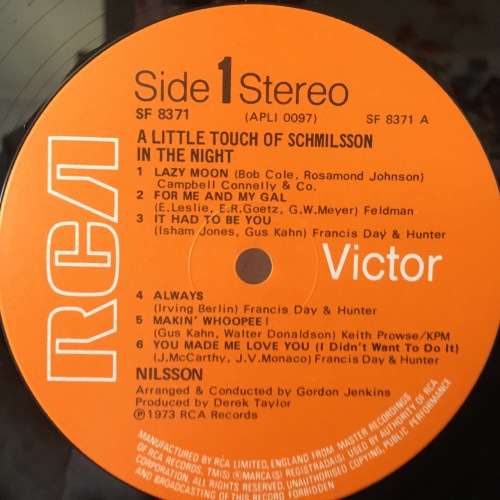 Side 1 Stereo
SF 8371 (APLI 0097) SF 8371 A
A LITTLE TOUCH OF SCHMILSSON
IN THE NIGHT
1 LAZY MOON (Bob Cole, Rosamond Johnson)
Campbell Connelly & Co.
2 FOR ME AND MY GAL
(E.Leslie, E.R.Goetz, G.W.Meyer) Feldman
3 IT HAD TO BE YOU
(Isham Jones, Gus Kahn) Francis Day & Hunter
RCA
Victor
4 ALWAYS
(Irving Berlin) Francis Day & Hunter
5 MAKIN' WHOOPEE!
(Gus Kahn, Walter Donaldson) Keith Prowse/KPM
6 YOU MADE ME LOVE YOU (I Didn't Want To Do It)
(J.McCarthy, J.V.Monaco) Francis Day & Hunter
NILSSON
Arranged & Conducted by Gordon Jenkins
Produced by Derek Taylor
Ⓟ1973 RCA Records
MANUFACTURED BY RCA LIMITED, ENGLAND FROM MASTER RECORDINGS
OF RCA RECORDS. TM(S) ® MARCA(S) REGISTRADA(S) USED BY AUTHORITY OF RCA
CORPORATION. ALL RIGHTS RESERVED. UNAUTHORISED COPYING, PUBLIC PERFORMANCE
AND BROADCASTING OF THIS RECORD FORBIDDEN